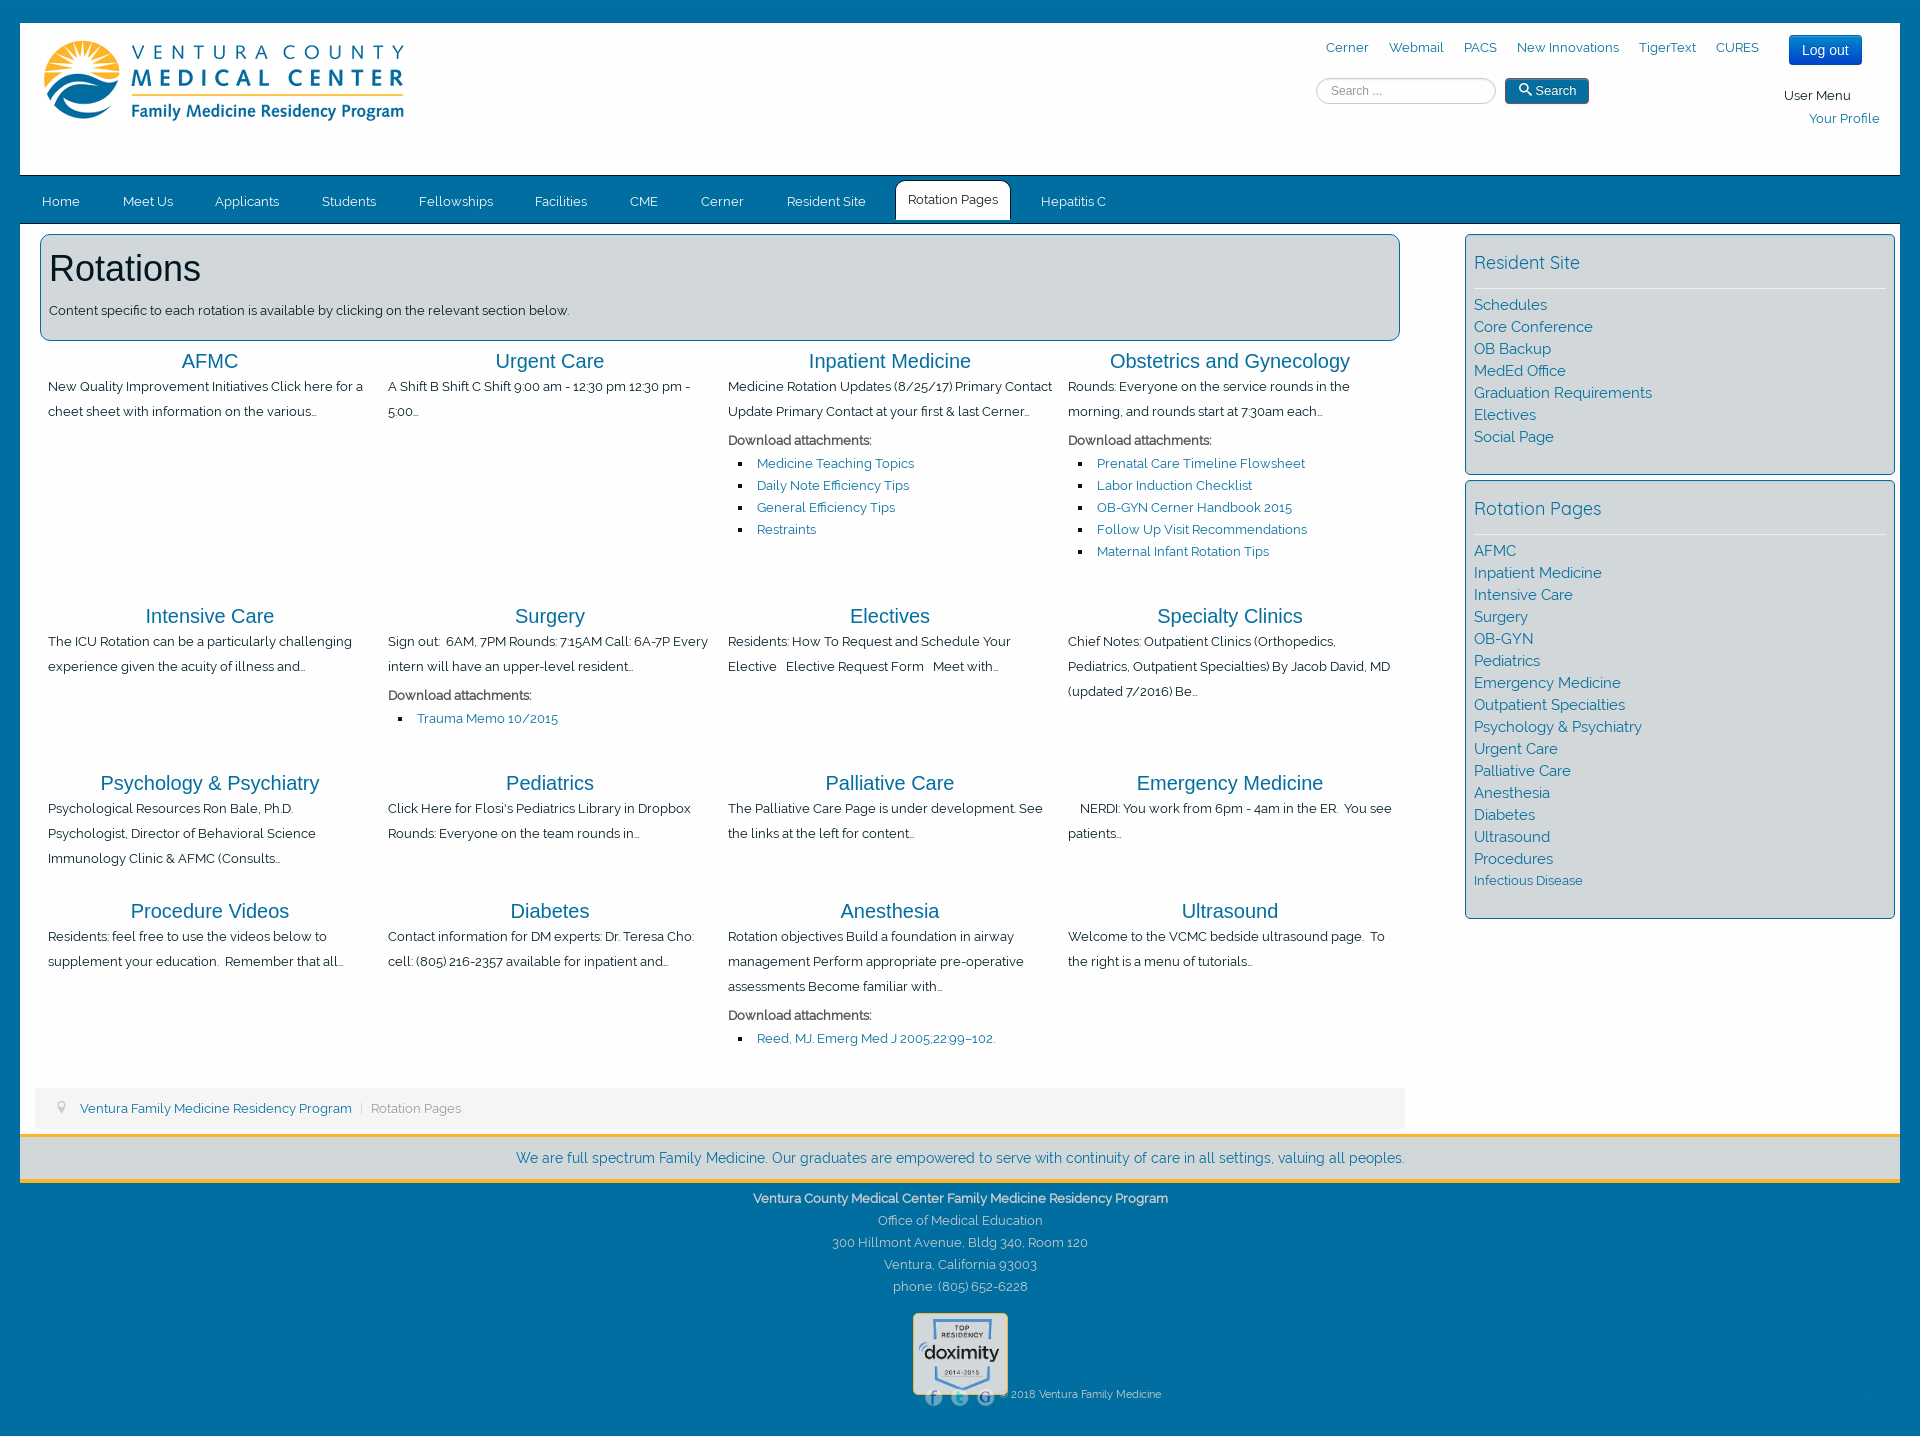 VENTURA COUNTY
MEDICAL CENTER
Family Medicine Residency Program
Cerner Webmail PACS New Innovations TigerText CURES
Log out
Search ...
Search
User Menu
Your Profile
Home Meet Us Applicants Students Fellowships Facilities CME Cerner Resident Site Rotation Pages Hepatitis C
Rotations
Content specific to each rotation is available by clicking on the relevant section below.
AFMC
New Quality Improvement Initiatives Click here for a
cheet sheet with information on the various...
Urgent Care
A Shift B Shift C Shift 9:00 am - 12:30 pm 12:30 pm -
5:00...
Inpatient Medicine
Medicine Rotation Updates (8/25/17) Primary Contact
Update Primary Contact at your first & last Cerner...
Download attachments:
Medicine Teaching Topics
Daily Note Efficiency Tips
General Efficiency Tips
Restraints
Obstetrics and Gynecology
Rounds: Everyone on the service rounds in the
morning, and rounds start at 7:30am each...
Download attachments:
Prenatal Care Timeline Flowsheet
Labor Induction Checklist
OB-GYN Cerner Handbook 2015
Follow Up Visit Recommendations
Maternal Infant Rotation Tips
Intensive Care
The ICU Rotation can be a particularly challenging
experience given the acuity of illness and...
Surgery
Sign out: 6AM, 7PM Rounds: 7:15AM Call: 6A-7P Every
intern will have an upper-level resident...
Download attachments:
Trauma Memo 10/2015
Electives
Residents: How To Request and Schedule Your
Elective Elective Request Form Meet with...
Specialty Clinics
Chief Notes: Outpatient Clinics (Orthopedics,
Pediatrics, Outpatient Specialties) By Jacob David, MD
(updated 7/2016) Be...
Psychology & Psychiatry
Psychological Resources Ron Bale, Ph.D.
Psychologist, Director of Behavioral Science
Immunology Clinic & AFMC (Consults...
Pediatrics
Click Here for Flosi's Pediatrics Library in Dropbox
Rounds: Everyone on the team rounds in...
Palliative Care
The Palliative Care Page is under development. See
the links at the left for content...
Emergency Medicine
NERDI: You work from 6pm - 4am in the ER. You see
patients...
Procedure Videos
Residents: feel free to use the videos below to
supplement your education. Remember that all...
Diabetes
Contact information for DM experts: Dr. Teresa Cho:
cell: (805) 216-2357 available for inpatient and...
Anesthesia
Rotation objectives Build a foundation in airway
management Perform appropriate pre-operative
assessments Become familiar with...
Download attachments:
Reed, MJ. Emerg Med J 2005;22:99–102.
Ultrasound
Welcome to the VCMC bedside ultrasound page. To
the right is a menu of tutorials...
Resident Site
Schedules
Core Conference
OB Backup
MedEd Office
Graduation Requirements
Electives
Social Page
Rotation Pages
AFMC
Inpatient Medicine
Intensive Care
Surgery
OB-GYN
Pediatrics
Emergency Medicine
Outpatient Specialties
Psychology & Psychiatry
Urgent Care
Palliative Care
Anesthesia
Diabetes
Ultrasound
Procedures
Infectious Disease
Ventura Family Medicine Residency Program | Rotation Pages
We are full spectrum Family Medicine. Our graduates are empowered to serve with continuity of care in all settings, valuing all peoples.
Ventura County Medical Center Family Medicine Residency Program
Office of Medical Education
300 Hillmont Avenue, Bldg 340, Room 120
Ventura, California 93003
phone: (805) 652-6228
TOP
RESIDENCY
doximity
2014-2015
f t G © 2018 Ventura Family Medicine